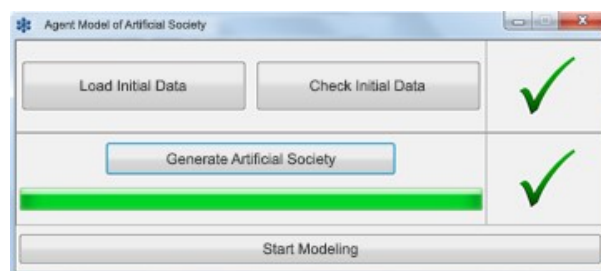 Agent Model of Artificial Society
Load Initial Data
Check Initial Data
Generate Artificial Society
Start Modeling